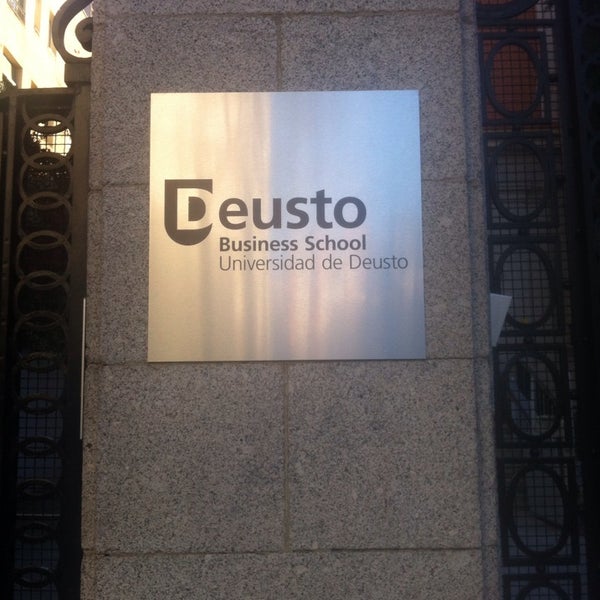 Deusto
Business School
Universidad de Deusto